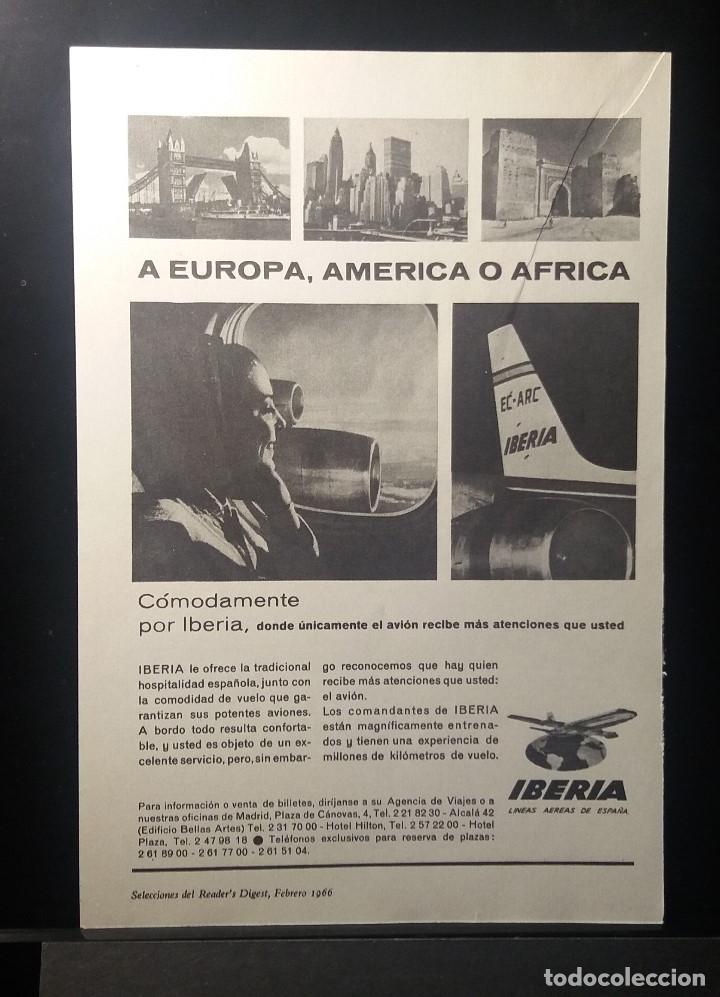 A EUROPA, AMERICA O AFRICA
EC-ARC
IBERIA
Cómodamente
por Iberia, donde únicamente el avión recibe más atenciones que usted
IBERIA le ofrece la tradicional
hospitalidad española, junto con
la comodidad de vuelo que ga-
rantizan sus potentes aviones.
A bordo todo resulta conforta-
ble, y usted es objeto de un ex-
celente servicio, pero, sin embar-
go reconocemos que hay quien
recibe más atenciones que usted:
el avión.
Los comandantes de IBERIA
están magníficamente entrena-
dos y tienen una experiencia de
millones de kilómetros de vuelo.
IBERIA
LINEAS AEREAS DE ESPAÑA
Para información o venta de billetes, diríjanse a su Agencia de Viajes o a
nuestras oficinas de Madrid, Plaza de Cánovas, 4, Tel. 2 21 82 30 - Alcalá 42
(Edificio Bellas Artes) Tel. 2 31 70 00 - Hotel Hilton, Tel. 2 57 22 00 - Hotel
Plaza, Tel. 2 47 98 18 ● Teléfonos exclusivos para reserva de plazas:
2 61 89 00 - 2 61 77 00 - 2 61 51 04.
Selecciones del Reader's Digest, Febrero 1966
todocoleccion